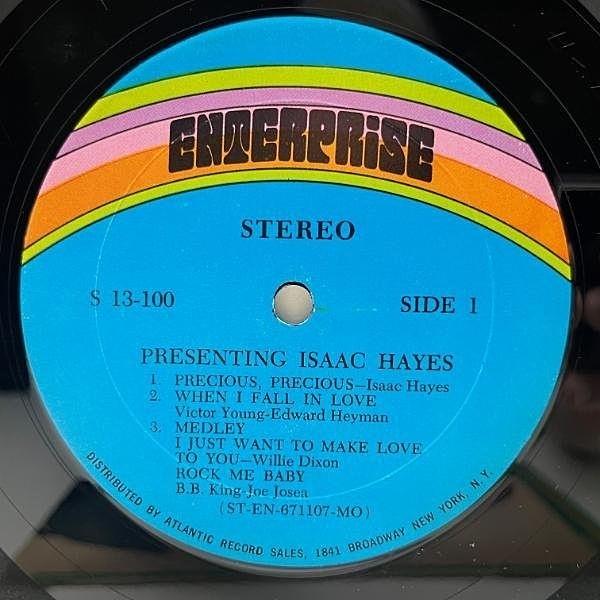 ENTERPRiSE
STEREO
S 13-100 SIDE 1
PRESENTING ISAAC HAYES
1. PRECIOUS, PRECIOUS—Isaac Hayes
2. WHEN I FALL IN LOVE
Victor Young-Edward Heyman
3. MEDLEY
I JUST WANT TO MAKE LOVE
TO YOU—Willie Dixon
ROCK ME BABY
B.B. King-Joe Josea
(ST-EN-671107-MO)
DISTRIBUTED BY ATLANTIC RECORD SALES, 1841 BROADWAY NEW YORK, N.Y.